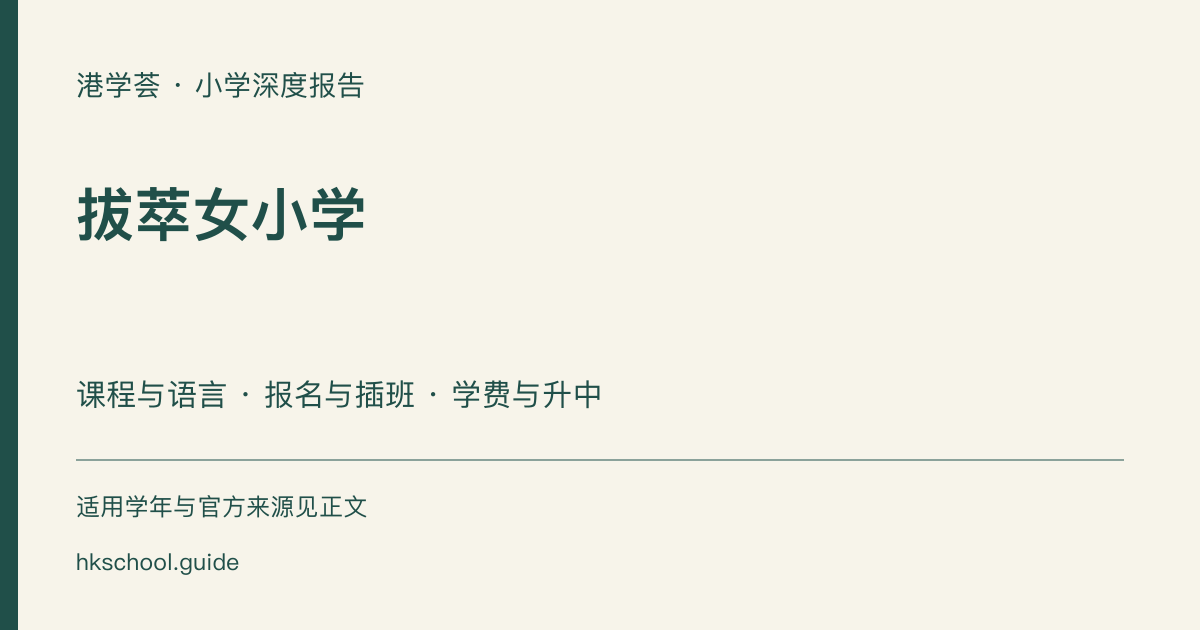 港学荟 · 小学深度报告
拔萃女小学
课程与语言 · 报名与插班 · 学费与升中
适用学年与官方来源见正文
hkschool.guide